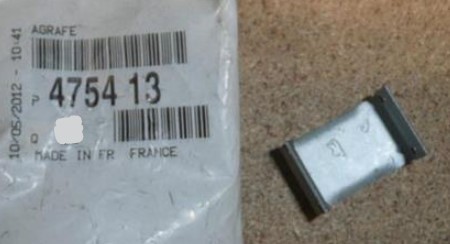 10/05/2012 - 10:41
AGRAFE
P 4754 13
Q
MADE IN FR FRANCE